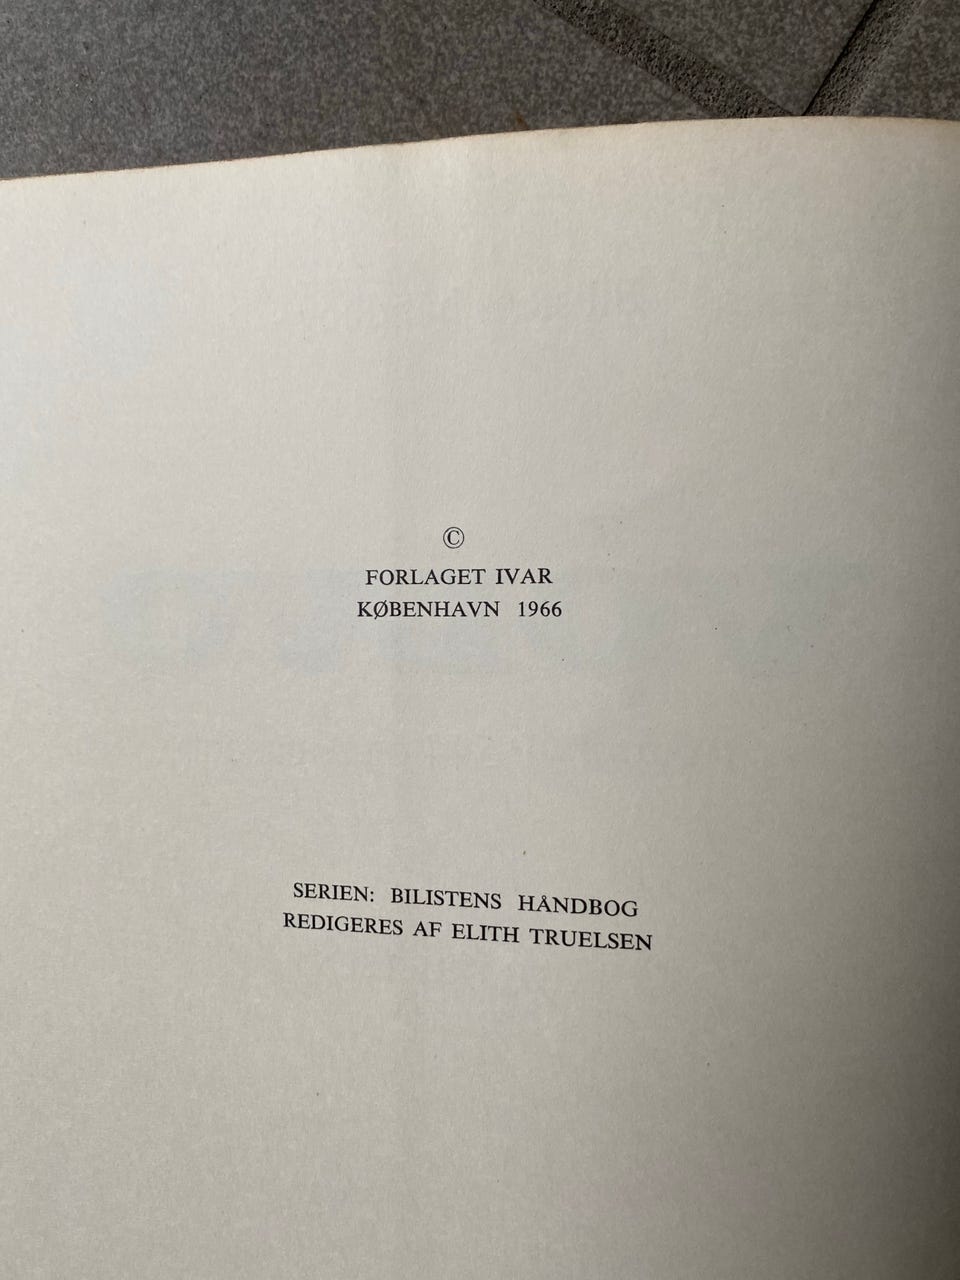 ©
FORLAGET IVAR
KØBENHAVN 1966
SERIEN: BILISTENS HÅNDBOG
REDIGERES AF ELITH TRUELSEN